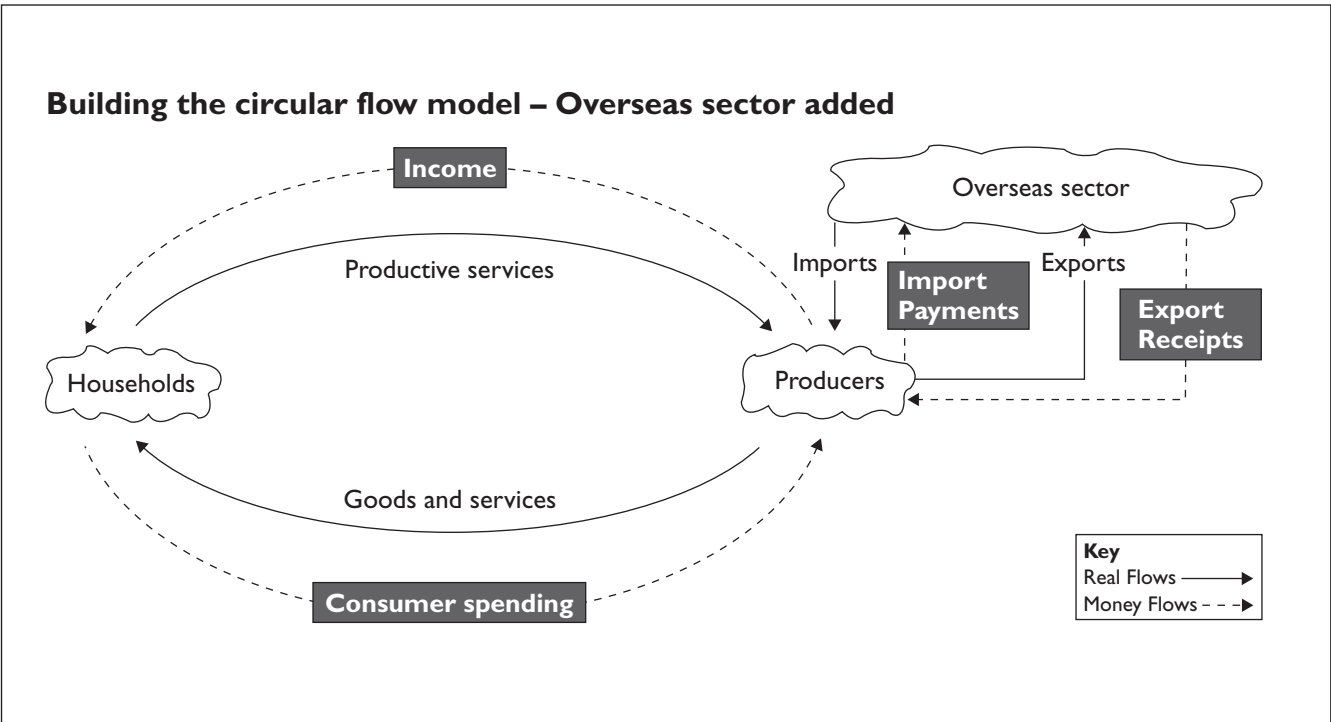 Building the circular flow model – Overseas sector added
Income
Overseas sector
Productive services
Imports
Import
Payments
Exports
Export
Receipts
Households
Producers
Goods and services
Consumer spending
Key
Real Flows
Money Flows